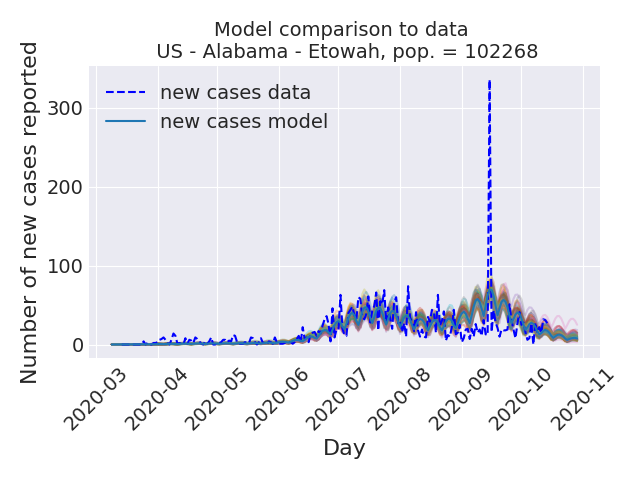 Model comparison to data
US - Alabama - Etowah, pop. = 102268
Number of new cases reported
300
200
100
0
new cases data
new cases model
2020-03
2020-04
2020-05
2020-06
2020-07
2020-08
2020-09
2020-10
2020-11
Day